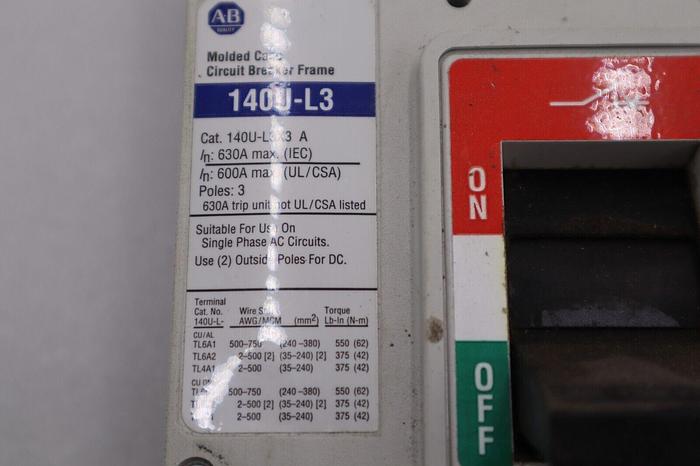 AB
QUALITY
Molded Case
Circuit Breaker Frame
140U-L3
Cat. 140U-L3X3 A
In: 630A max. (IEC)
In: 600A max. (UL/CSA)
Poles: 3
630A trip unit not UL/CSA listed
Suitable For Use On
Single Phase AC Circuits.
Use (2) Outside Poles For DC.
Terminal
Cat. No. Wire Size Torque
140U-L- AWG/MCM (mm2) Lb-In (N-m)
CU/AL
TL6A1 500-750 (240-380) 550 (62)
TL6A2 2-500 [2] (35-240) [2] 375 (42)
TL4A1 2-500 (35-240) 375 (42)
CU
500-750 (240-380) 550 (62)
2-500 [2] (35-240) [2] 375 (42)
2-500 (35-240) 375 (42)
ON
OFF